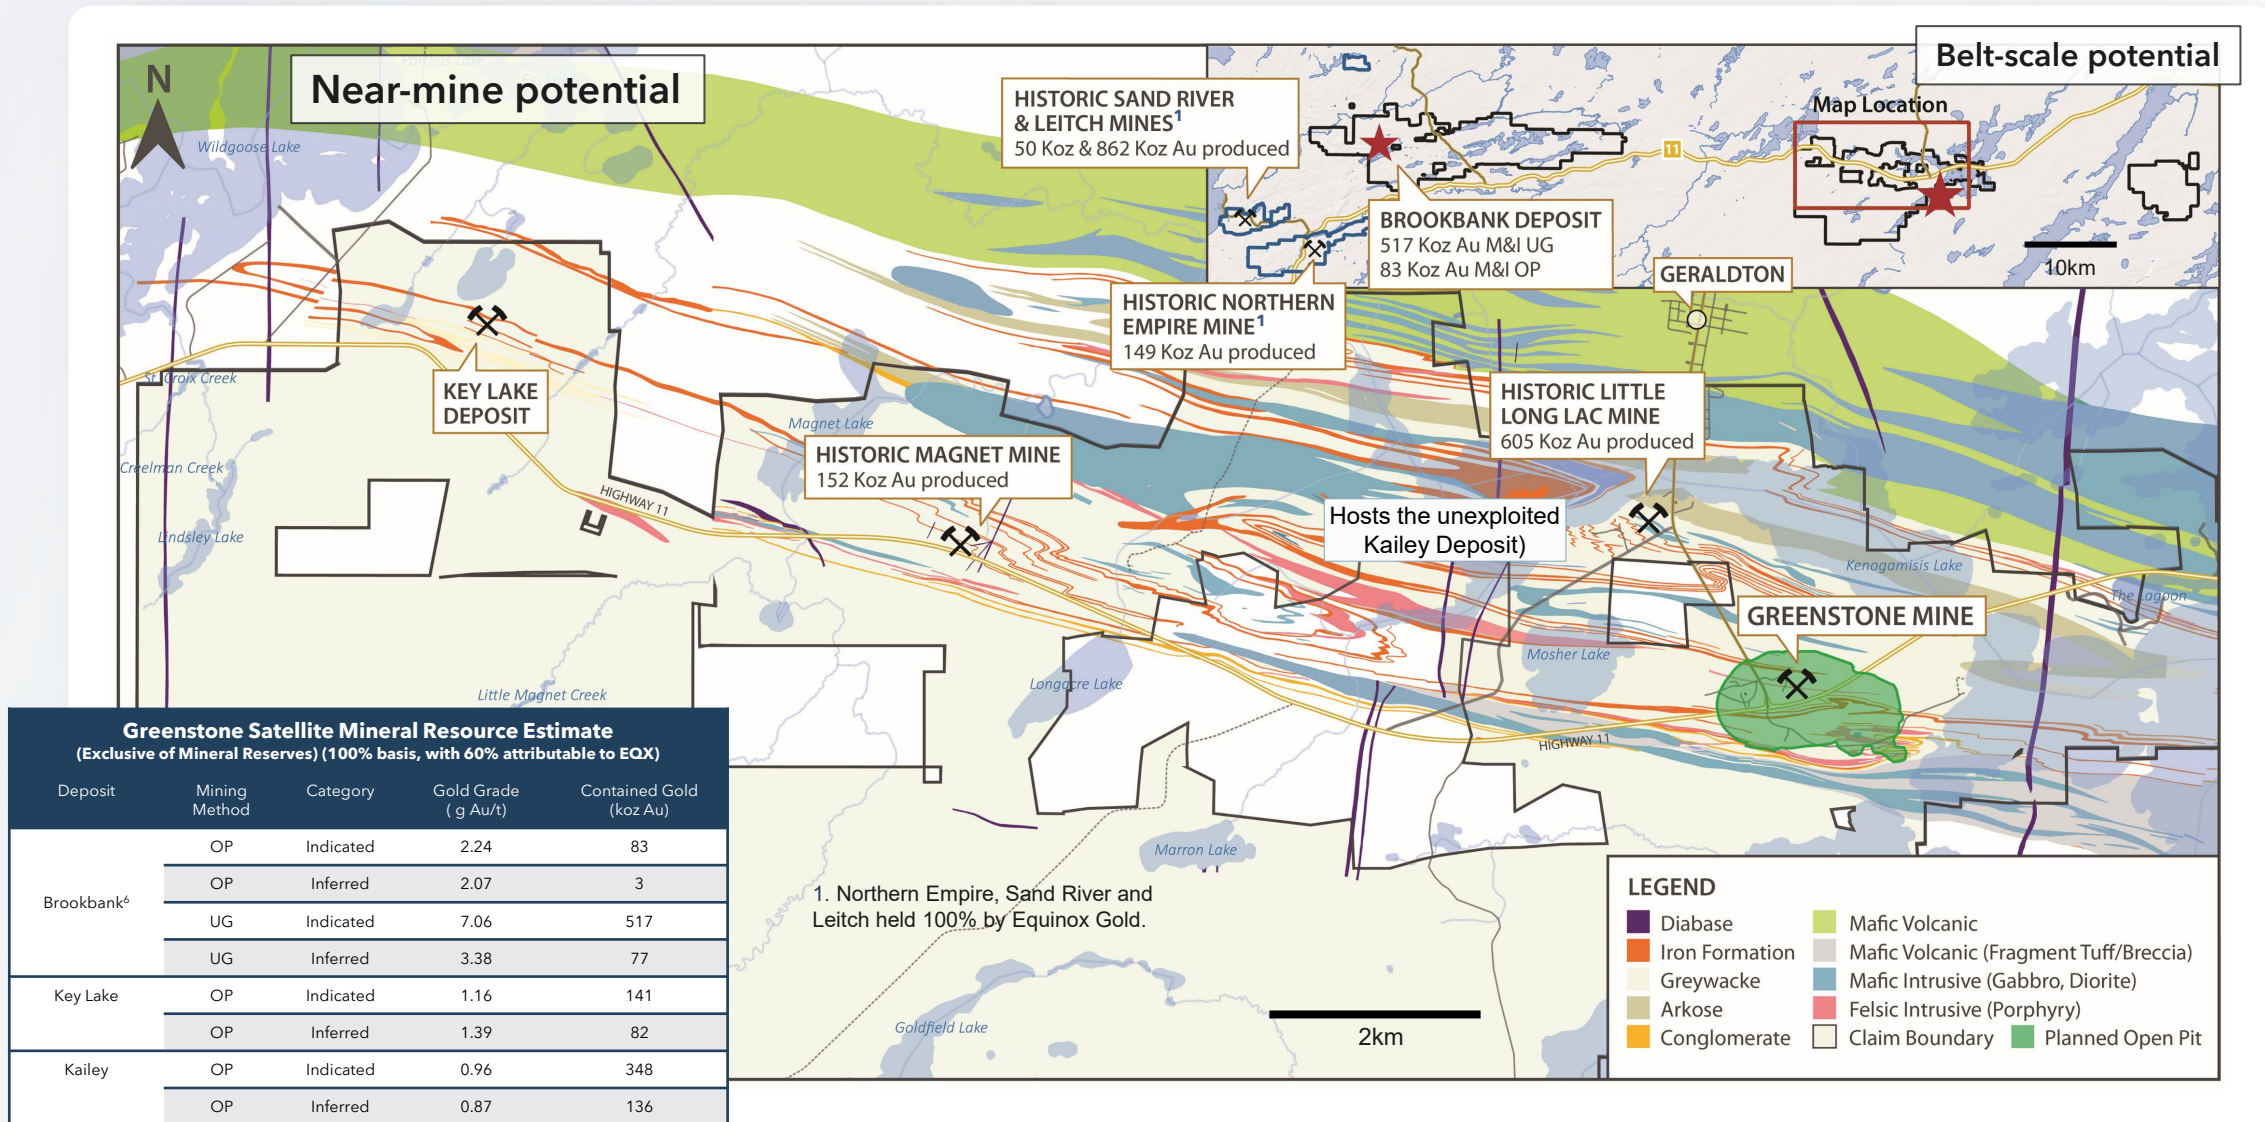 Near-mine potential
Belt-scale potential
N
Porthos Lake
Wildgoose Lake
HISTORIC SAND RIVER
& LEITCH MINES1
50 Koz & 862 Koz Au produced
Map Location
11
BROOKBANK DEPOSIT
517 Koz Au M&I UG
83 Koz Au M&I OP
10km
GERALDTON
HISTORIC NORTHERN
EMPIRE MINE1
149 Koz Au produced
St. Croix Creek
KEY LAKE
DEPOSIT
HISTORIC LITTLE
LONG LAC MINE
605 Koz Au produced
Magnet Lake
HISTORIC MAGNET MINE
152 Koz Au produced
Creelman Creek
HIGHWAY 11
Lindsley Lake
Hosts the unexploited
Kailey Deposit)
Kenogamisis Lake
The Lagoon
GREENSTONE MINE
Mosher Lake
Longacre Lake
Little Magnet Creek
HIGHWAY 11
Marron Lake
Goldfield Lake
1. Northern Empire, Sand River and
Leitch held 100% by Equinox Gold.
2km
LEGEND
Diabase
Iron Formation
Greywacke
Arkose
Conglomerate
Mafic Volcanic
Mafic Volcanic (Fragment Tuff/Breccia)
Mafic Intrusive (Gabbro, Diorite)
Felsic Intrusive (Porphyry)
Claim Boundary
Planned Open Pit
Greenstone Satellite Mineral Resource Estimate
(Exclusive of Mineral Reserves) (100% basis, with 60% attributable to EQX)
Deposit Mining Method Category Gold Grade ( g Au/t) Contained Gold (koz Au)
Brookbank6
OP Indicated 2.24 83
OP Inferred 2.07 3
UG Indicated 7.06 517
UG Inferred 3.38 77
Key Lake OP Indicated 1.16 141
OP Inferred 1.39 82
Kailey OP Indicated 0.96 348
OP Inferred 0.87 136